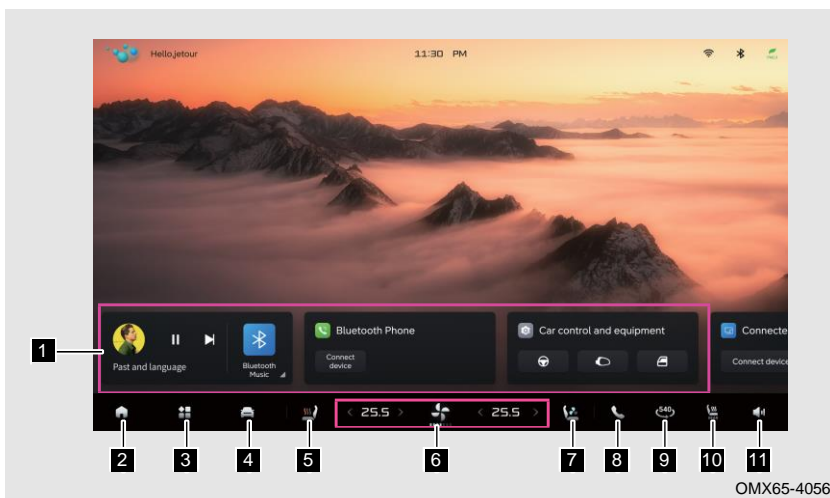 Hello,jetour
11:30 PM
Past and language
Bluetooth
Music
Bluetooth Phone
Connect
device
Car control and equipment
Connecte
Connect device
1
25.5
25.5
540
2 3 4 5 6 7 8 9 10 11
OMX65-4056